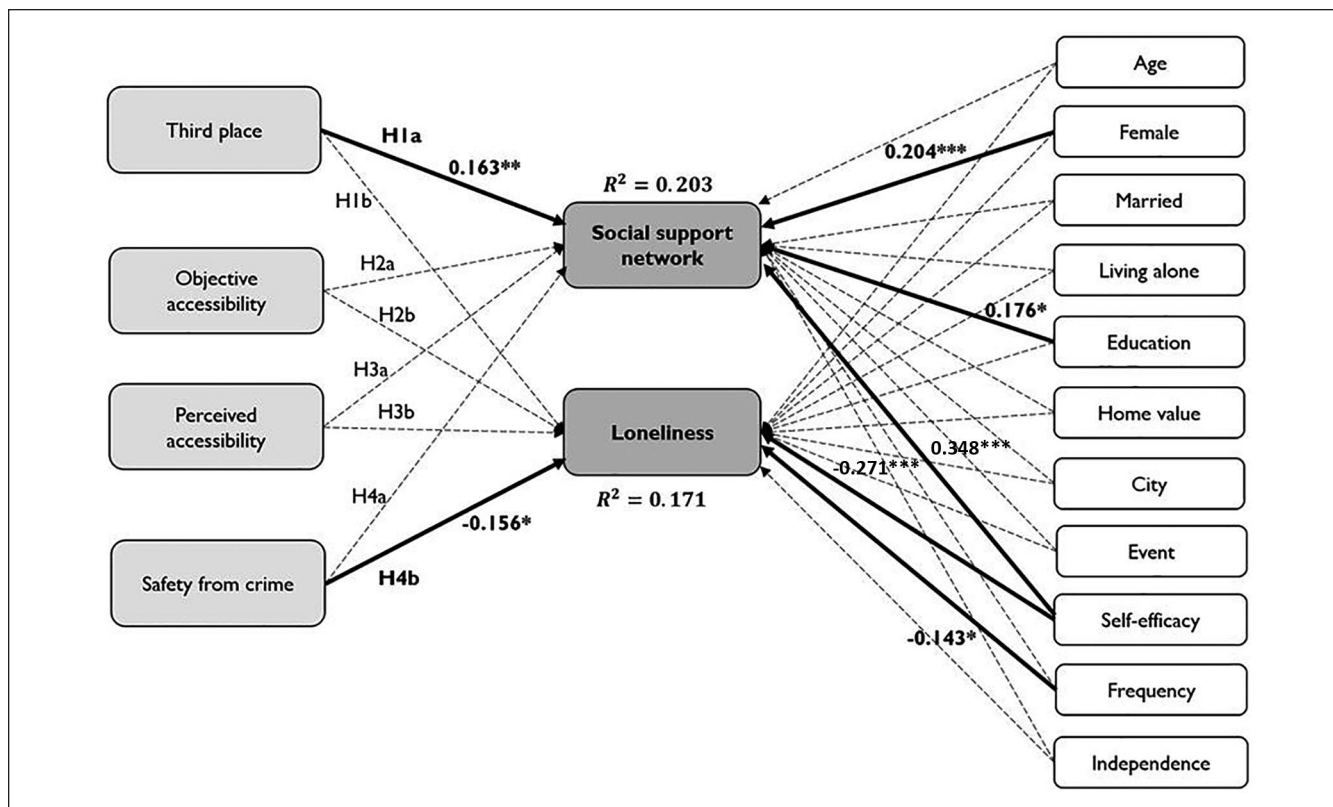 Third place
Objective
accessibility
Perceived
accessibility
Safety from crime
H1a
0.163**
H1b
H2a
H2b
H3a
H3b
H4a
-0.156*
H4b
R² = 0.203
Social support
network
Loneliness
R² = 0.171
0.204***
0.176*
0.348***
-0.271***
-0.143*
Age
Female
Married
Living alone
Education
Home value
City
Event
Self-efficacy
Frequency
Independence